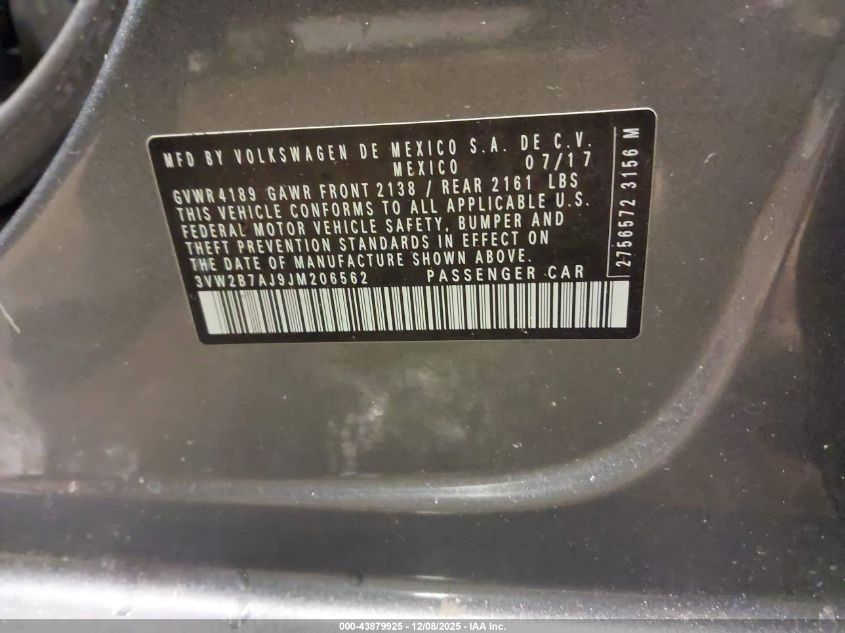 MFD BY VOLKSWAGEN DE MEXICO S.A. DE C.V.
MEXICO 07/17
GVWR 4189 GAWR FRONT 2138 / REAR 2161 LBS
THIS VEHICLE CONFORMS TO ALL APPLICABLE U.S.
FEDERAL MOTOR VEHICLE SAFETY, BUMPER AND
THEFT PREVENTION STANDARDS IN EFFECT ON
THE DATE OF MANUFACTURE SHOWN ABOVE.
3VW2B7AJ9JM206562 PASSENGER CAR
2756572 3156 M
000-43879925 - 12/08/2025 - IAA Inc.